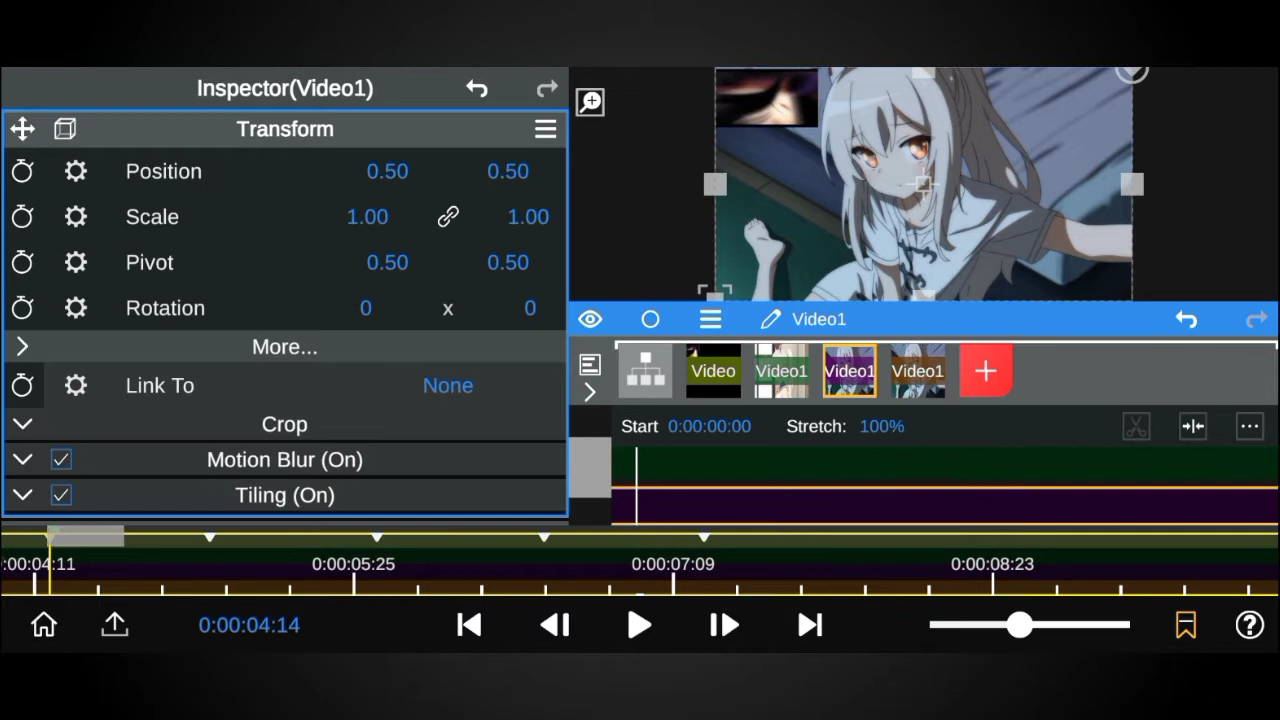 Inspector(Video1)
Transform
Position 0.50 0.50
Scale 1.00 1.00
Pivot 0.50 0.50
Rotation 0 x 0
More...
Link To None
Crop
Motion Blur (On)
Tiling (On)
Video1
Video Video1 Video1 Video1 +
Start 0:00:00:00 Stretch: 100%
:00:04:11 0:00:05:25 0:00:07:09 0:00:08:23
0:00:04:14 ?